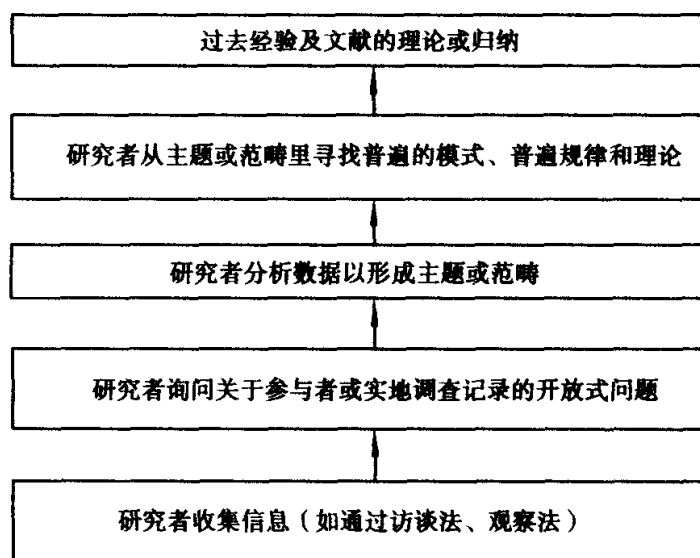 过去经验及文献的理论或归纳
研究者从主题或范畴里寻找普遍的模式、普遍规律和理论
研究者分析数据以形成主题或范畴
研究者询问关于参与者或实地调查记录的开放式问题
研究者收集信息（如通过访谈法、观察法）